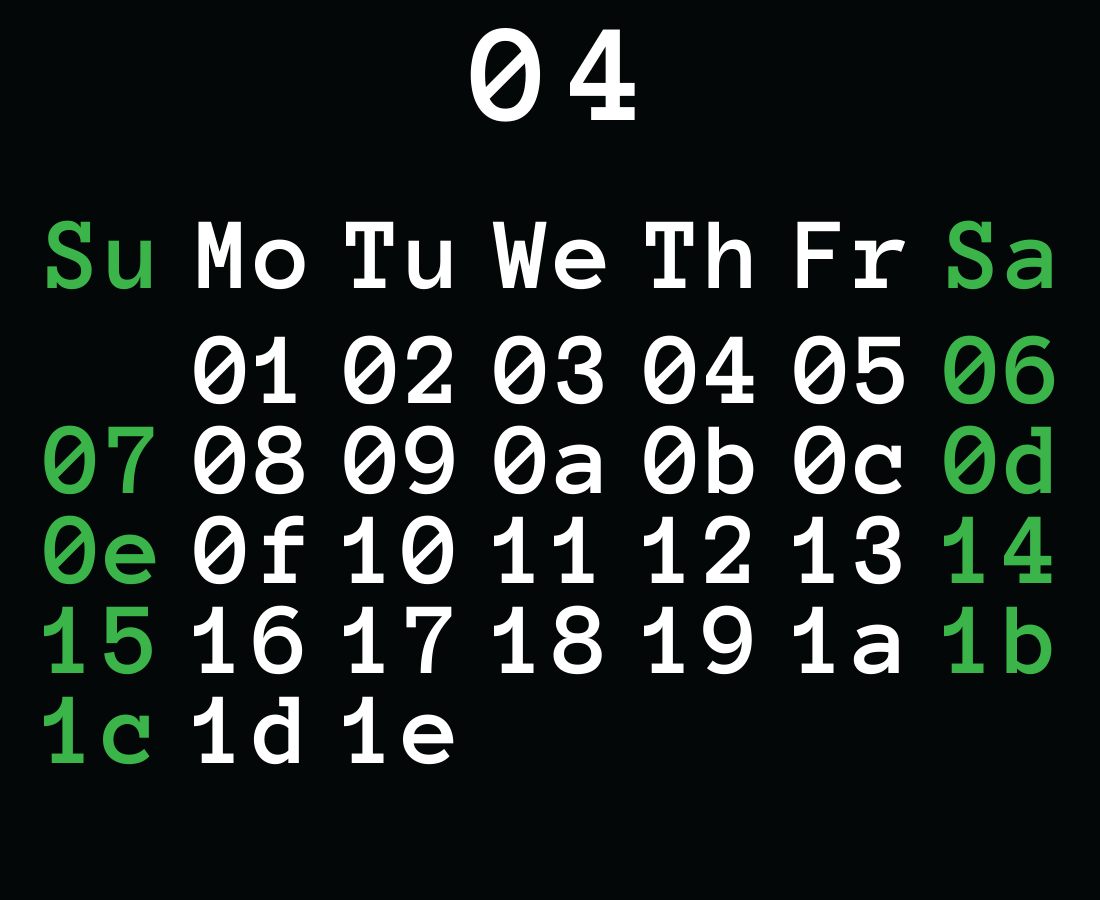 04
Su Mo Tu We Th Fr Sa
01 02 03 04 05 06
07 08 09 0a 0b 0c 0d
0e 0f 10 11 12 13 14
15 16 17 18 19 1a 1b
1c 1d 1e